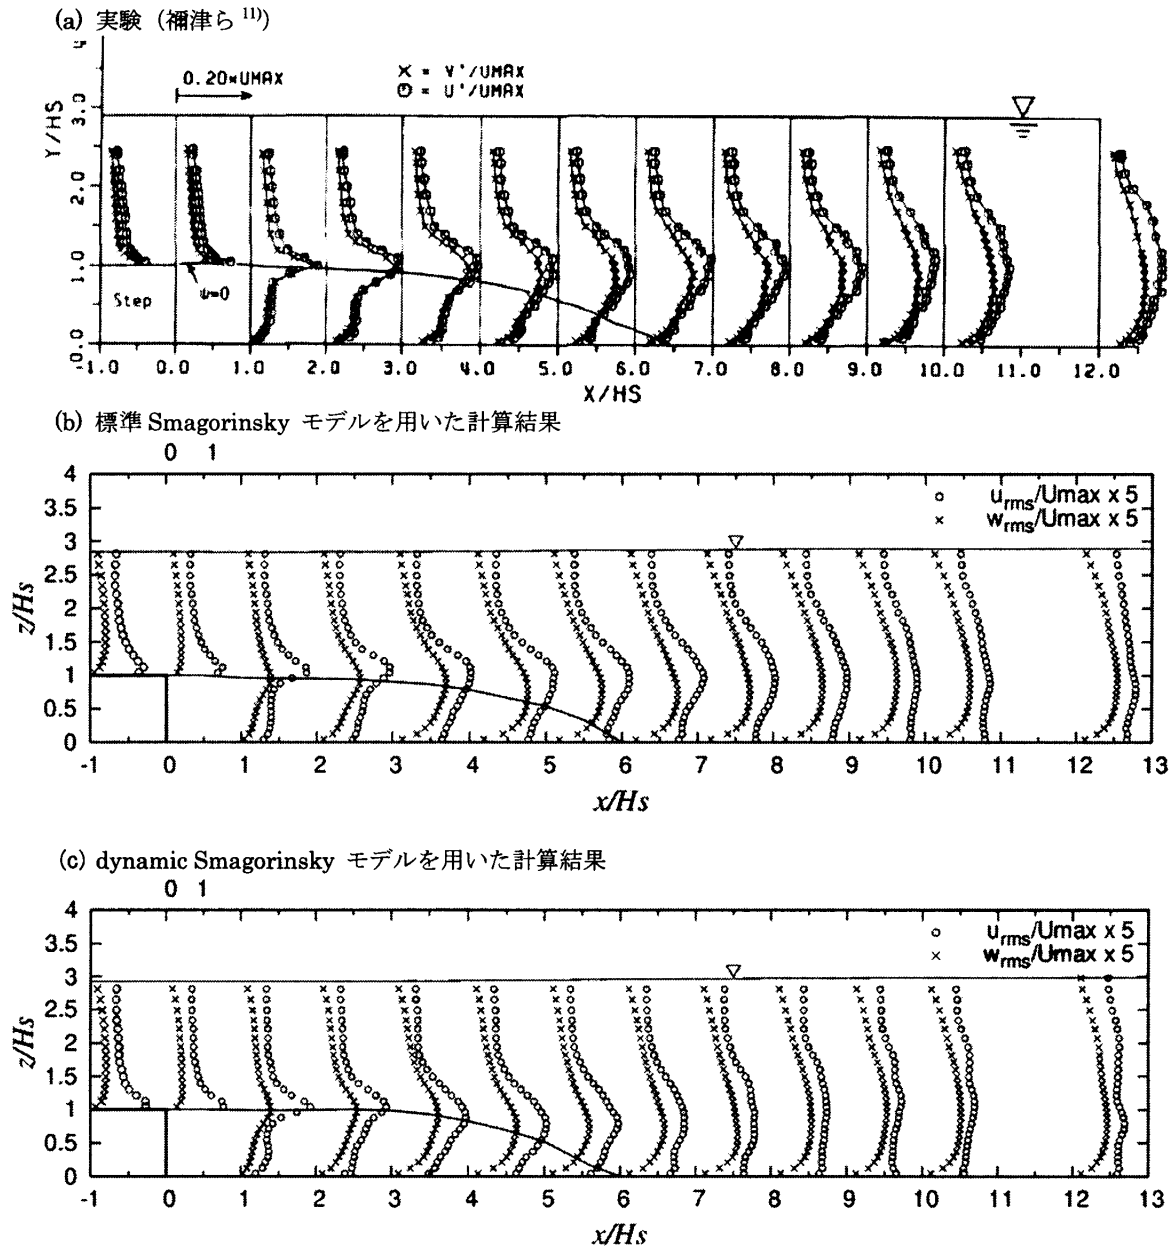 (a) 実験 (禰津ら 11))
Y/HS
3.0
2.0
1.0
-0.0
0.20*UMAX
× = V'/UMAX
○ = U'/UMAX
Step
ψ=0
-1.0 0.0 1.0 2.0 3.0 4.0 5.0 6.0 7.0 8.0 9.0 10.0 11.0 12.0
X/HS
(b) 標準 Smagorinsky モデルを用いた計算結果
0 1
z/Hs
4
3.5
3
2.5
2
1.5
1
0.5
0
urms/Umax x 5
wrms/Umax x 5
-1 0 1 2 3 4 5 6 7 8 9 10 11 12 13
x/Hs
(c) dynamic Smagorinsky モデルを用いた計算結果
0 1
z/Hs
4
3.5
3
2.5
2
1.5
1
0.5
0
urms/Umax x 5
wrms/Umax x 5
-1 0 1 2 3 4 5 6 7 8 9 10 11 12 13
x/Hs